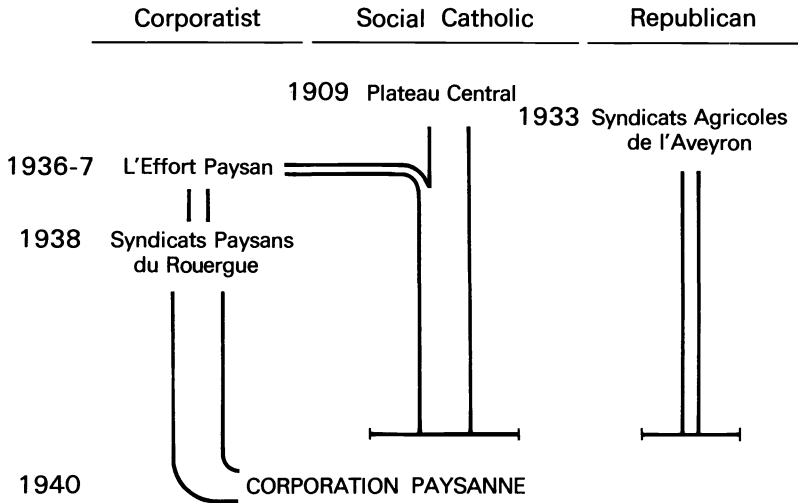 Corporatist Social Catholic Republican
1909 Plateau Central
1933 Syndicats Agricoles
de l'Aveyron
1936-7 L'Effort Paysan
1938 Syndicats Paysans
du Rouergue
1940 CORPORATION PAYSANNE